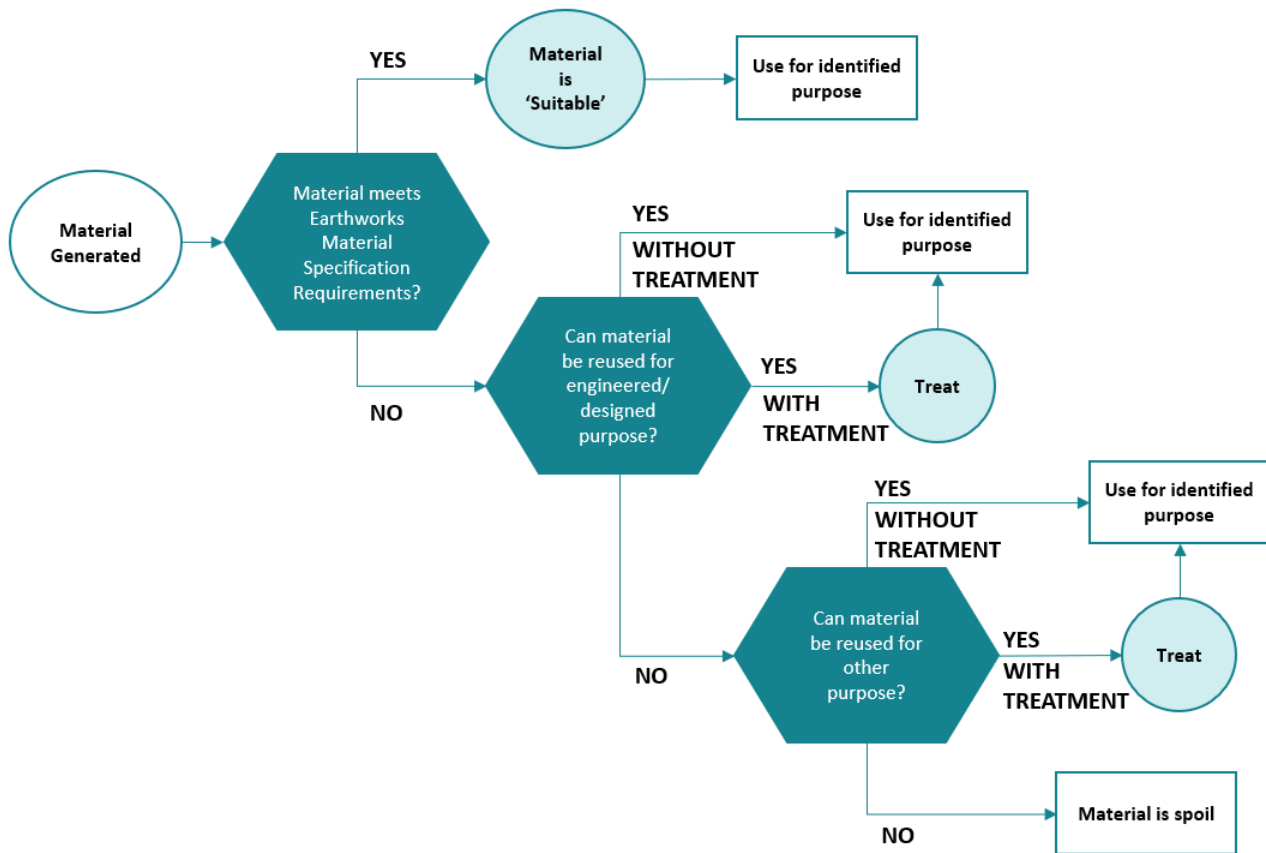 YES
Material
is
‘Suitable’
Use for identified
purpose
Material
Generated
Material meets
Earthworks
Material
Specification
Requirements?
NO
YES
WITHOUT
TREATMENT
Use for identified
purpose
Can material
be reused for
engineered/
designed
purpose?
YES
WITH
TREATMENT
Treat
NO
YES
WITHOUT
TREATMENT
Use for identified
purpose
Can material
be reused for
other
purpose?
YES
WITH
TREATMENT
Treat
NO
Material is spoil